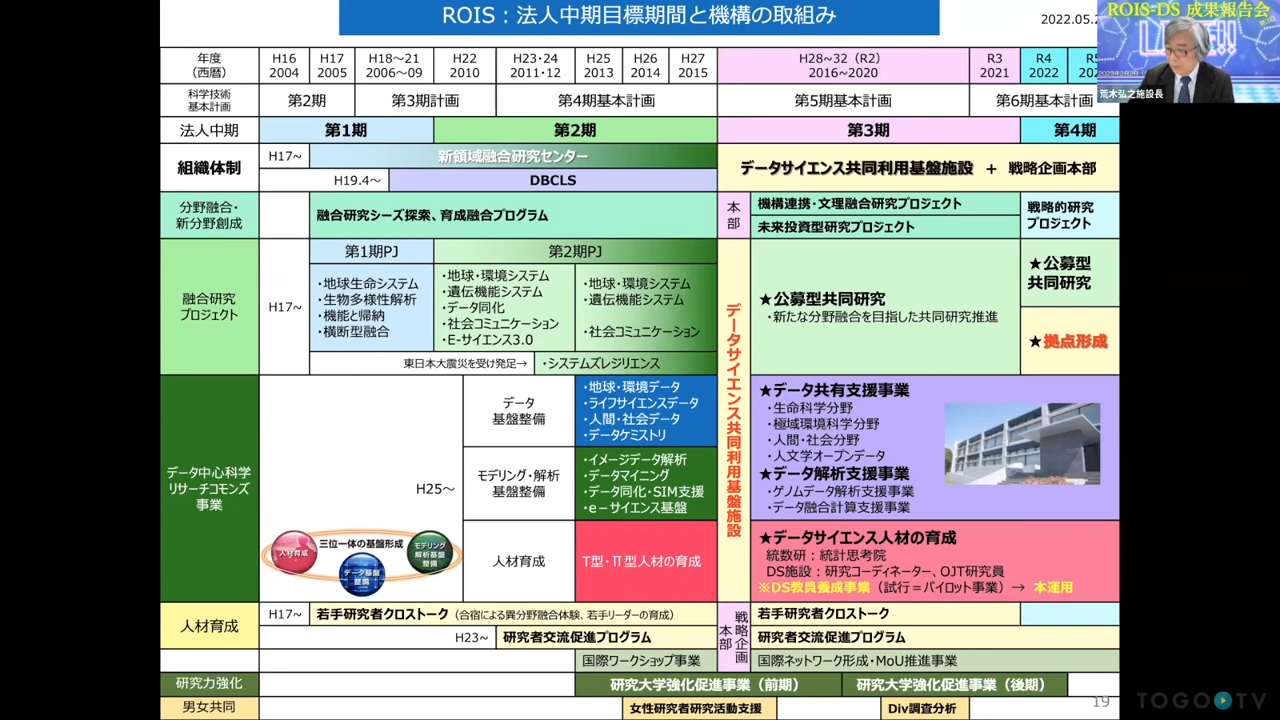 ROIS：法人中期目標期間と機構の取組み
2022.05.2
ROIS-DS 成果報告会
荒木弘之施設長
年度
（西暦）
H16
2004
H17
2005
H18～21
2006～09
H22
2010
H23・24
2011・12
H25
2013
H26
2014
H27
2015
H28～32（R2）
2016～2020
R3
2021
R4
2022
科学技術
基本計画
第2期
第3期計画
第4期基本計画
第5期基本計画
第6期基本計画
法人中期
第1期
第2期
第3期
第4期
組織体制
H17~
新領域融合研究センター
H19.4～
DBCLS
データサイエンス共同利用基盤施設 ＋ 戦略企画本部
分野融合・
新分野創成
融合研究シーズ探索、育成融合プログラム
本部
機構連携・文理融合研究プロジェクト
未来投資型研究プロジェクト
戦略的研究
プロジェクト
融合研究
プロジェクト
H17~
第1期PJ
・地球生命システム
・生物多様性解析
・機能と帰納
・横断型融合
第2期PJ
・地球・環境システム
・遺伝機能システム
・データ同化
・社会コミュニケーション
・E-サイエンス3.0
・地球・環境システム
・遺伝機能システム
・社会コミュニケーション
東日本大震災を受け発足→
・システムズレジリエンス
データサイエンス共同利用基盤施設
★公募型共同研究
・新たな分野融合を目指した共同研究推進
★公募型
共同研究
★拠点形成
データ中心科学
リサーチコモンズ
事業
H25～
三位一体の基盤形成
人材育成
データ基盤
整備
モデリング
解析基盤
整備
データ
基盤整備
・地球・環境データ
・ライフサイエンスデータ
・人間・社会データ
・データケミストリ
モデリング・解析
基盤整備
・イメージデータ解析
・データマイニング
・データ同化・SIM支援
・e－サイエンス基盤
人材育成
T型・Π型人材の育成
★データ共有支援事業
・生命科学分野
・極域環境科学分野
・人間・社会分野
・人文学オープンデータ
★データ解析支援事業
・ゲノムデータ解析支援事業
・データ融合計算支援事業
★データサイエンス人材の育成
統数研：統計思考院
DS施設：研究コーディネーター、OJT研究員
※DS教員養成事業（試行＝パイロット事業）→ 本運用
人材育成
H17~
若手研究者クロストーク（合宿による異分野融合体験、若手リーダーの育成）
H23~
研究者交流促進プログラム
国際ワークショップ事業
戦略企画本部
若手研究者クロストーク
研究者交流促進プログラム
国際ネットワーク形成・MoU推進事業
研究力強化
研究大学強化促進事業（前期）
研究大学強化促進事業（後期）
男女共同
女性研究者研究活動支援
Div調査分析
19
TOGO TV